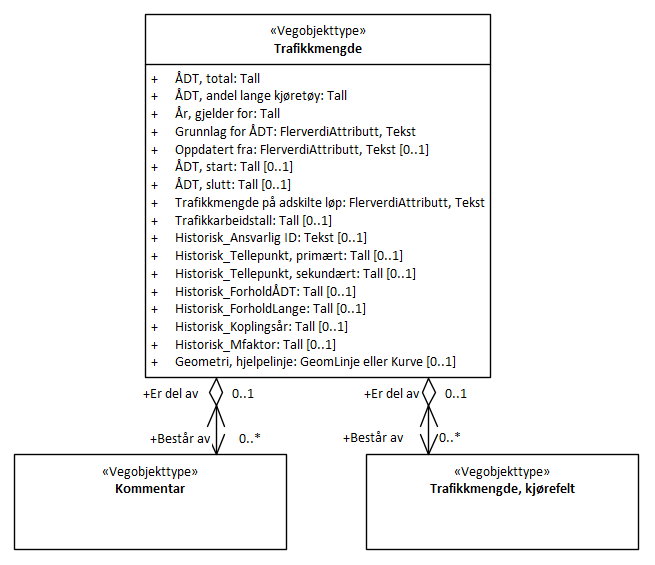 «Vegobjekttype»
Trafikkmengde
+ ÅDT, total: Tall
+ ÅDT, andel lange kjøretøy: Tall
+ År, gjelder for: Tall
+ Grunnlag for ÅDT: FlerverdiAttributt, Tekst
+ Oppdatert fra: FlerverdiAttributt, Tekst [0..1]
+ ÅDT, start: Tall [0..1]
+ ÅDT, slutt: Tall [0..1]
+ Trafikkmengde på adskilte løp: FlerverdiAttributt, Tekst
+ Trafikkarbeidstall: Tall [0..1]
+ Historisk_Ansvarlig ID: Tekst [0..1]
+ Historisk_Tellepunkt, primært: Tall [0..1]
+ Historisk_Tellepunkt, sekundært: Tall [0..1]
+ Historisk_ForholdÅDT: Tall [0..1]
+ Historisk_ForholdLange: Tall [0..1]
+ Historisk_Koplingsår: Tall [0..1]
+ Historisk_Mfaktor: Tall [0..1]
+ Geometri, hjelpelinje: GeomLinje eller Kurve [0..1]
+Er del av 0..1
+Er del av 0..1
+Består av 0..*
+Består av 0..*
«Vegobjekttype»
Kommentar
«Vegobjekttype»
Trafikkmengde, kjørefelt